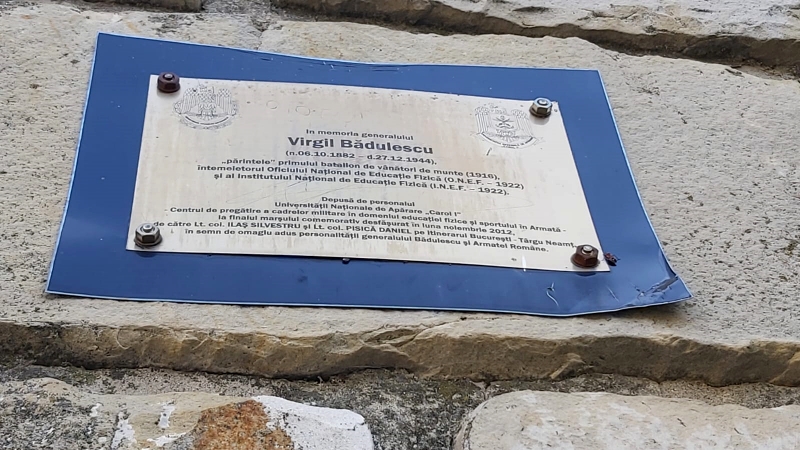 In memoria generalului
Virgil Bădulescu
(n.06.10.1882 – d.27.12.1944),
„părintele” primului batalion de vânători de munte (1916),
întemeietorul Oficiului Național de Educație Fizică (O.N.E.F. – 1922)
și al Institutului Național de Educație Fizică (I.N.E.F. – 1922).
Depusă de personalul
Universității Naționale de Apărare „Carol I”
- Centrul de pregătire a cadrelor militare în domeniul educației fizice și sportului în Armată -
la finalul marșului comemorativ desfășurat în luna noiembrie 2012,
de către Lt. col. ILAȘ SILVESTRU și Lt. col. PISICĂ DANIEL pe itinerarul București - Târgu Neamț
în semn de omagiu adus personalității generalului Bădulescu și Armatei Române.